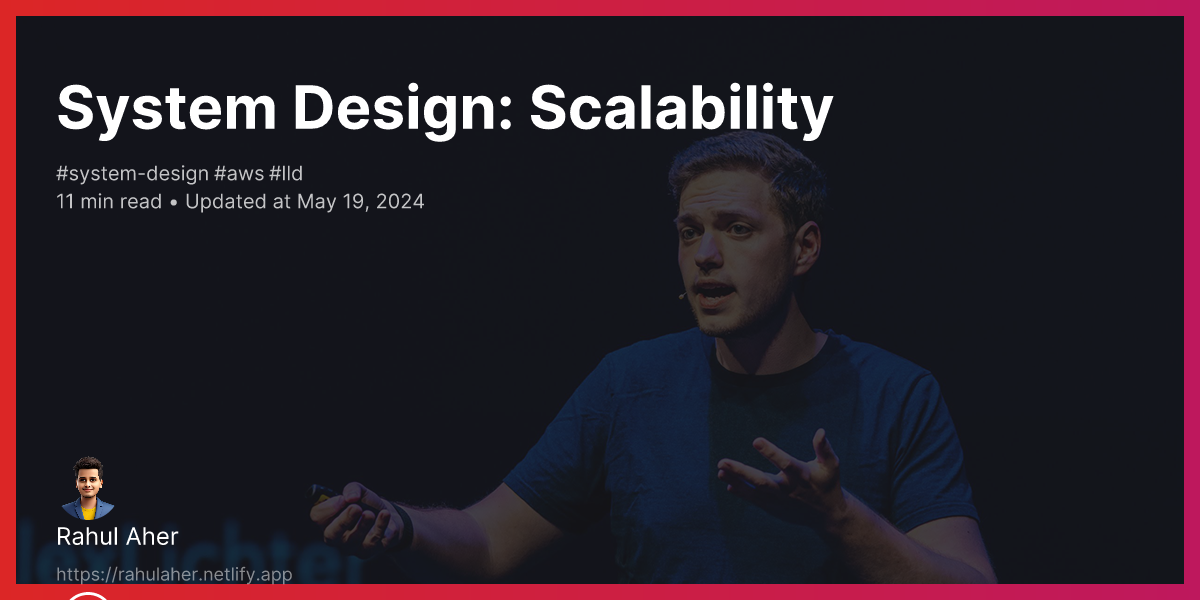 System Design: Scalability
#system-design #aws #lld
11 min read • Updated at May 19, 2024
Rahul Aher
https://rahulaher.netlify.app